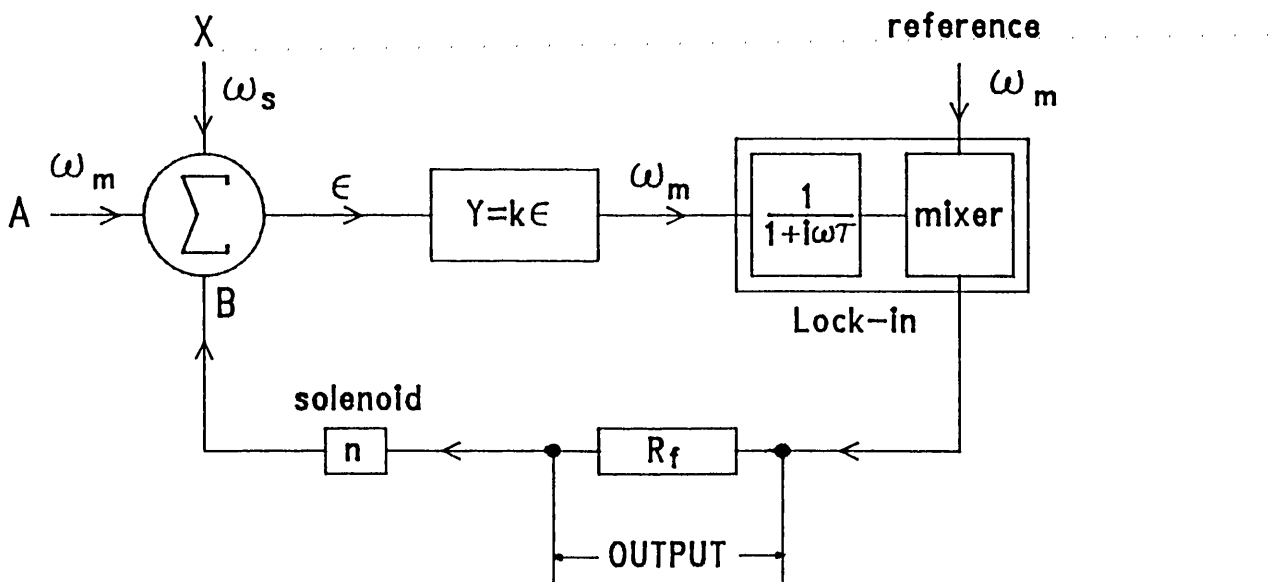 X
reference
ω_s
ω_m
ω_m
A
Σ
ϵ
Y=kϵ
ω_m
1
1+iωτ
mixer
B
Lock-in
solenoid
n
R_f
OUTPUT